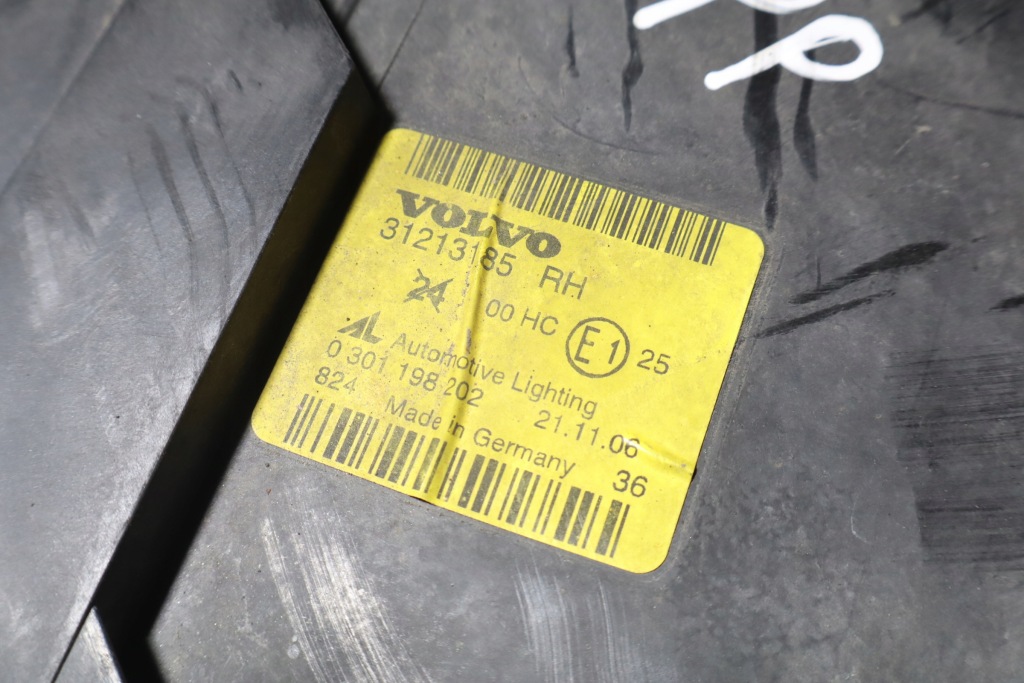 VOLVO
31213185 RH
24 00 HC E1 25
AL Automotive Lighting
0 301 198 202 21.11.06
824 Made in Germany 36